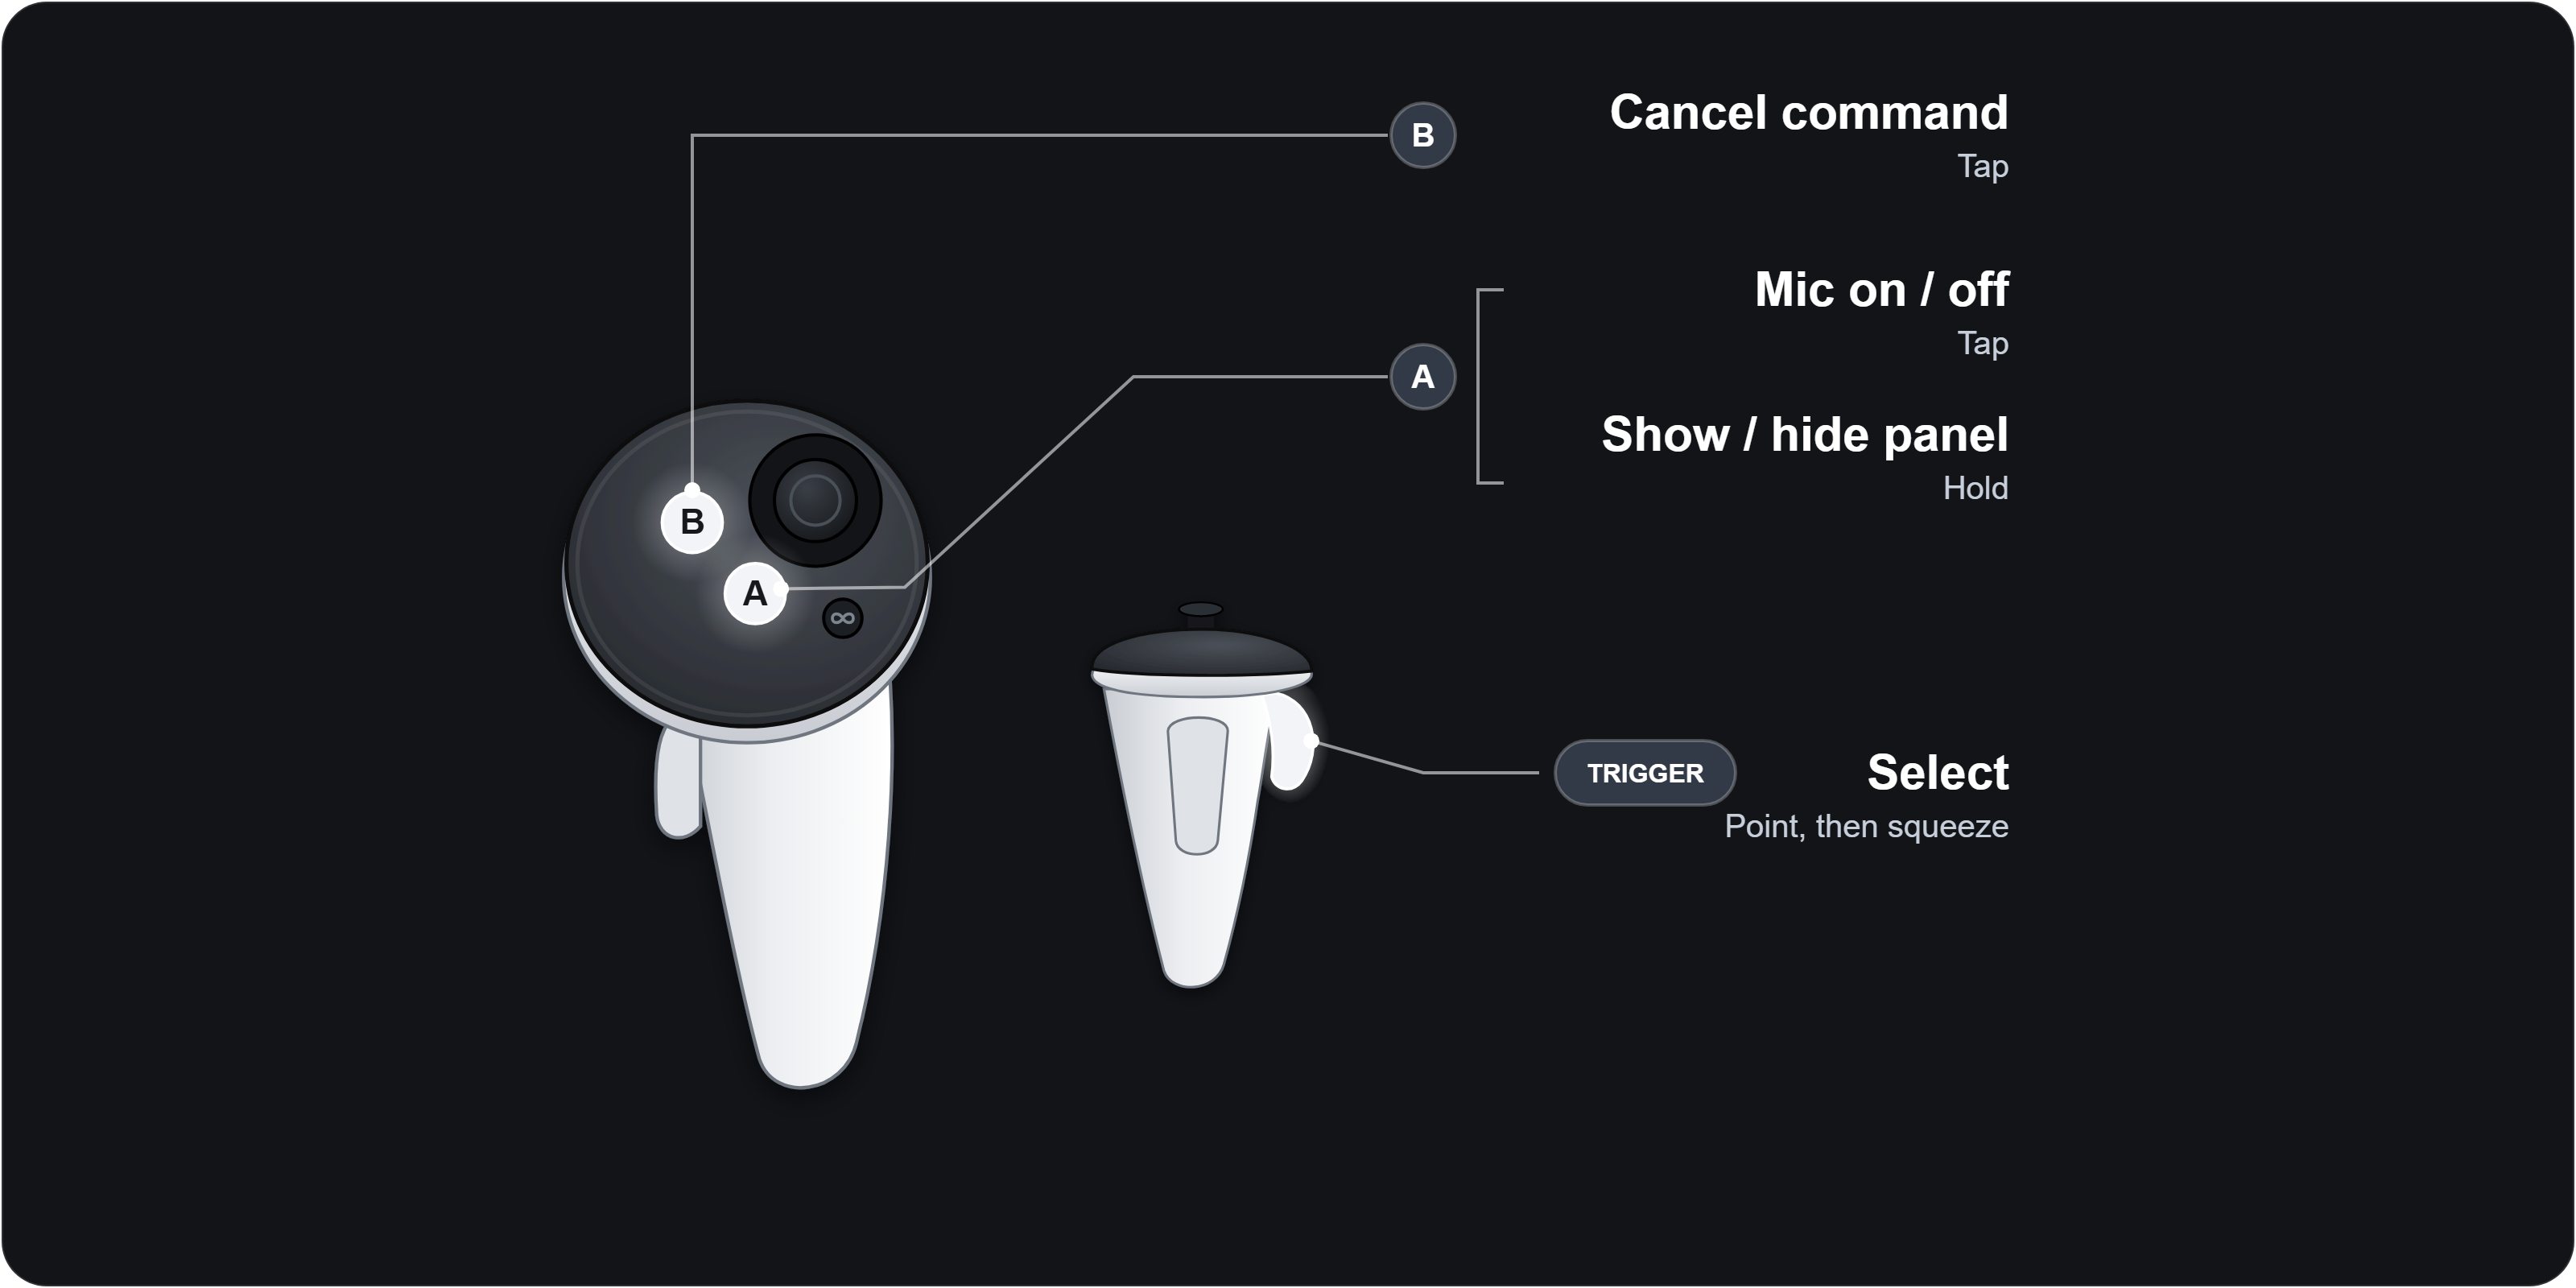 B
Cancel command
Tap
Mic on / off
Tap
A
Show / hide panel
Hold
B
A
TRIGGER
Select
Point, then squeeze